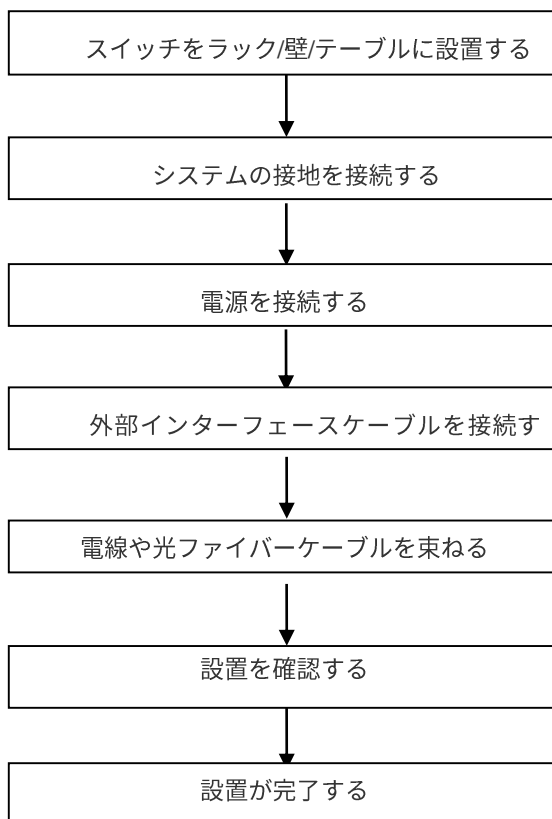 スイッチをラック/壁/テーブルに設置する
システムの接地を接続する
電源を接続する
外部インターフェースケーブルを接続す
電線や光ファイバーケーブルを束ねる
設置を確認する
設置が完了する